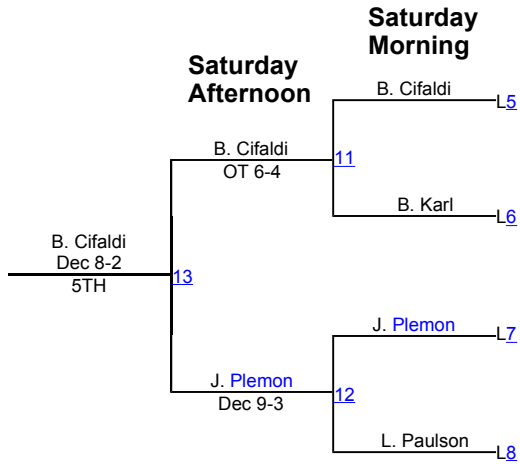 Saturday
Morning
Saturday
Afternoon
B. Cifaldi
L5
B. Cifaldi
OT 6-4
11
B. Karl
L6
B. Cifaldi
Dec 8-2
5TH
13
J. Plemon
L7
J. Plemon
Dec 9-3
12
L. Paulson
L8